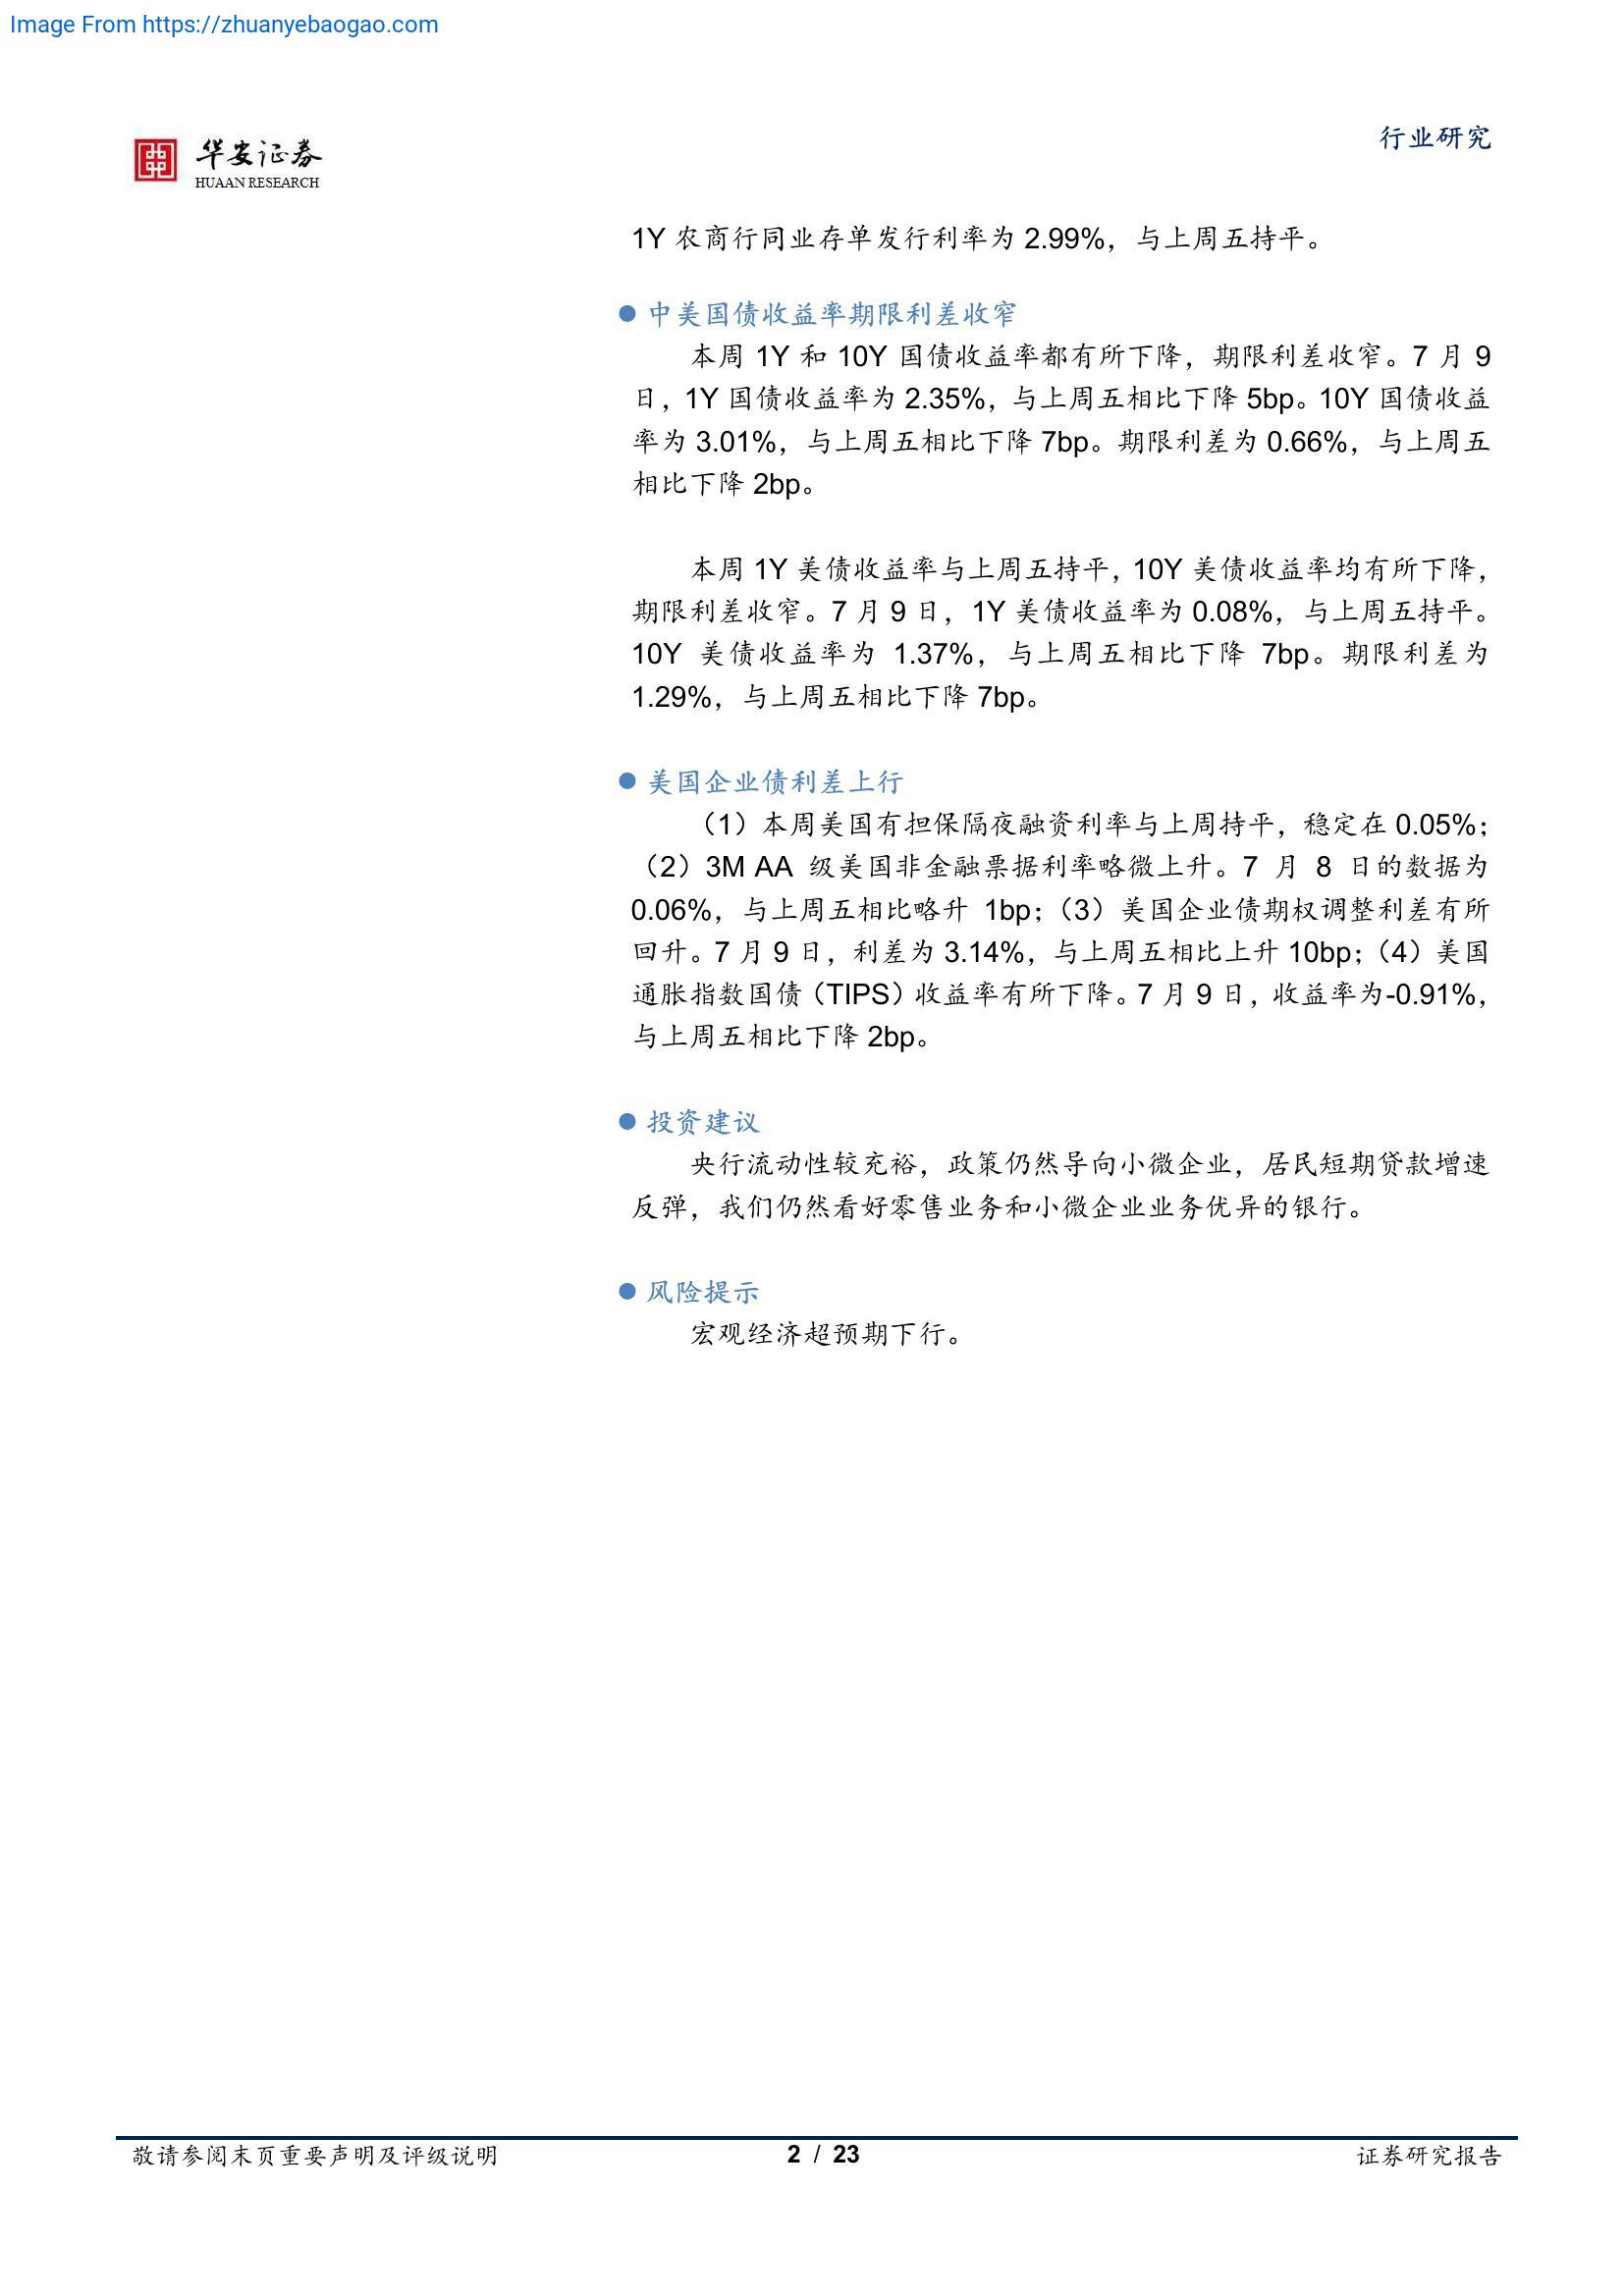 Image From https://zhuanyebaogao.com
华安证券
HUAAN RESEARCH
行业研究
1Y 农商行同业存单发行利率为 2.99%，与上周五持平。
● 中美国债收益率期限利差收窄
本周 1Y 和 10Y 国债收益率都有所下降，期限利差收窄。7 月 9
日，1Y 国债收益率为 2.35%，与上周五相比下降 5bp。10Y 国债收益
率为 3.01%，与上周五相比下降 7bp。期限利差为 0.66%，与上周五
相比下降 2bp。
本周 1Y 美债收益率与上周五持平，10Y 美债收益率均有所下降，
期限利差收窄。7 月 9 日，1Y 美债收益率为 0.08%，与上周五持平。
10Y 美债收益率为 1.37%，与上周五相比下降 7bp。期限利差为
1.29%，与上周五相比下降 7bp。
● 美国企业债利差上行
（1）本周美国有担保隔夜融资利率与上周持平，稳定在 0.05%；
（2）3M AA 级美国非金融票据利率略微上升。7 月 8 日的数据为
0.06%，与上周五相比略升 1bp；（3）美国企业债期权调整利差有所
回升。7 月 9 日，利差为 3.14%，与上周五相比上升 10bp；（4）美国
通胀指数国债（TIPS）收益率有所下降。7 月 9 日，收益率为-0.91%，
与上周五相比下降 2bp。
● 投资建议
央行流动性较充裕，政策仍然导向小微企业，居民短期贷款增速
反弹，我们仍然看好零售业务和小微企业业务优异的银行。
● 风险提示
宏观经济超预期下行。
敬请参阅末页重要声明及评级说明
2 / 23
证券研究报告